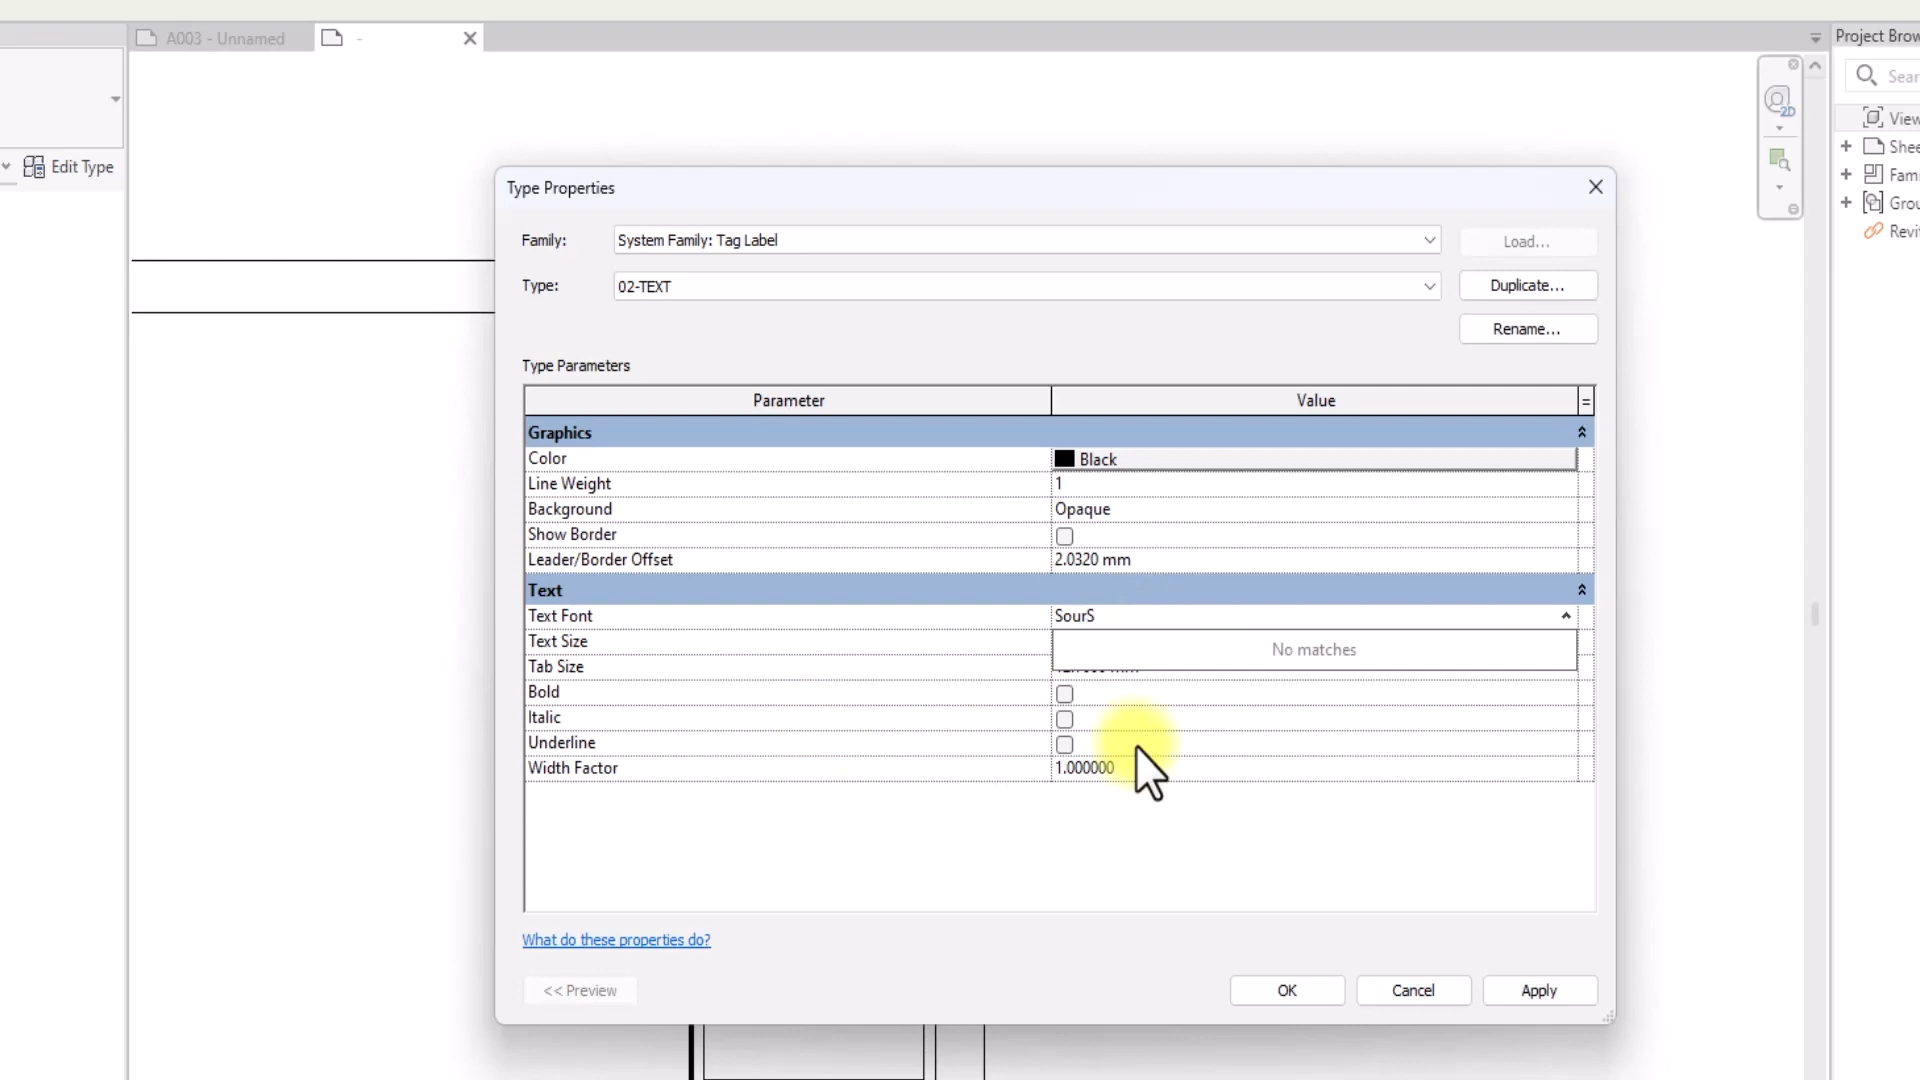 A003 - Unnamed
-
Project Brow
Sear
2D
View
Shee
Edit Type
Fami
Grou
Revit
Type Properties
Family:
System Family: Tag Label
Load...
Type:
02-TEXT
Duplicate...
Rename...
Type Parameters
Parameter
Value
=
Graphics
Color
Black
Line Weight
1
Background
Opaque
Show Border
Leader/Border Offset
2.0320 mm
Text
Text Font
SourS
Text Size
No matches
Tab Size
Bold
Italic
Underline
Width Factor
1.000000
What do these properties do?
<< Preview
OK
Cancel
Apply